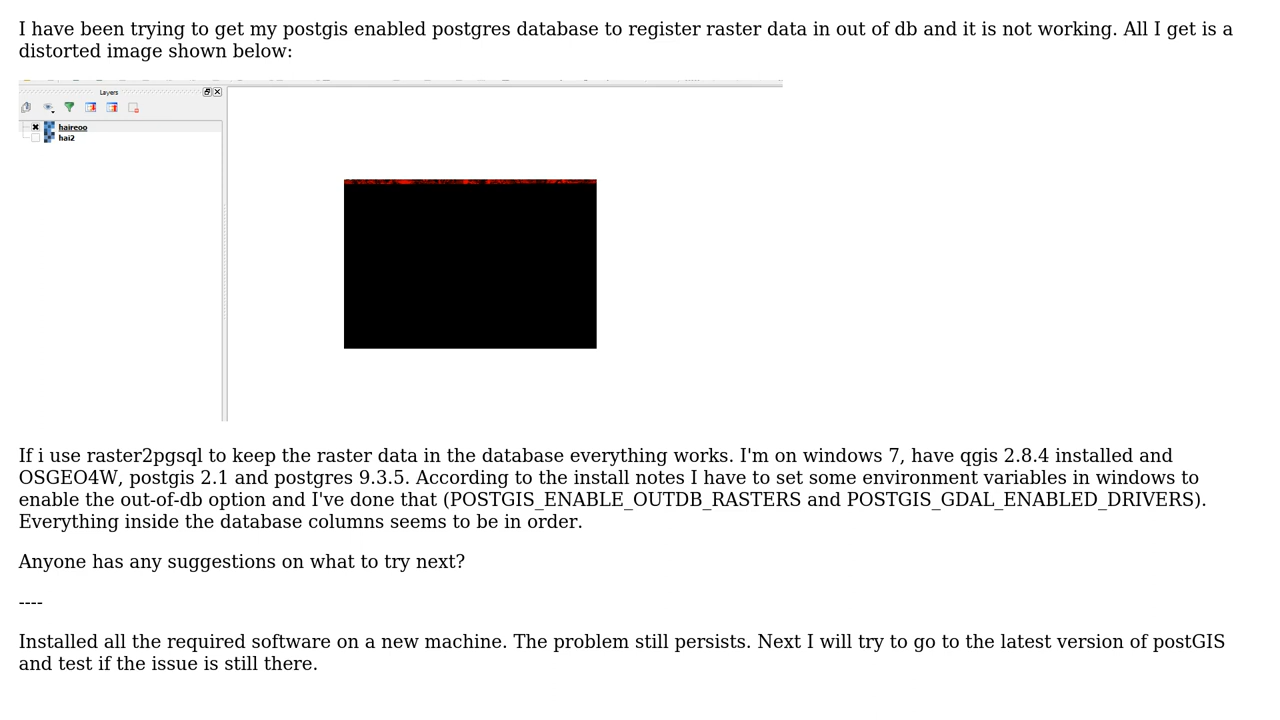 I have been trying to get my postgis enabled postgres database to register raster data in out of db and it is not working. All I get is a
distorted image shown below:
Layers
haireoo
hai2
If i use raster2pgsql to keep the raster data in the database everything works. I'm on windows 7, have qgis 2.8.4 installed and
OSGEO4W, postgis 2.1 and postgres 9.3.5. According to the install notes I have to set some environment variables in windows to
enable the out-of-db option and I've done that (POSTGIS_ENABLE_OUTDB_RASTERS and POSTGIS_GDAL_ENABLED_DRIVERS).
Everything inside the database columns seems to be in order.
Anyone has any suggestions on what to try next?
----
Installed all the required software on a new machine. The problem still persists. Next I will try to go to the latest version of postGIS
and test if the issue is still there.